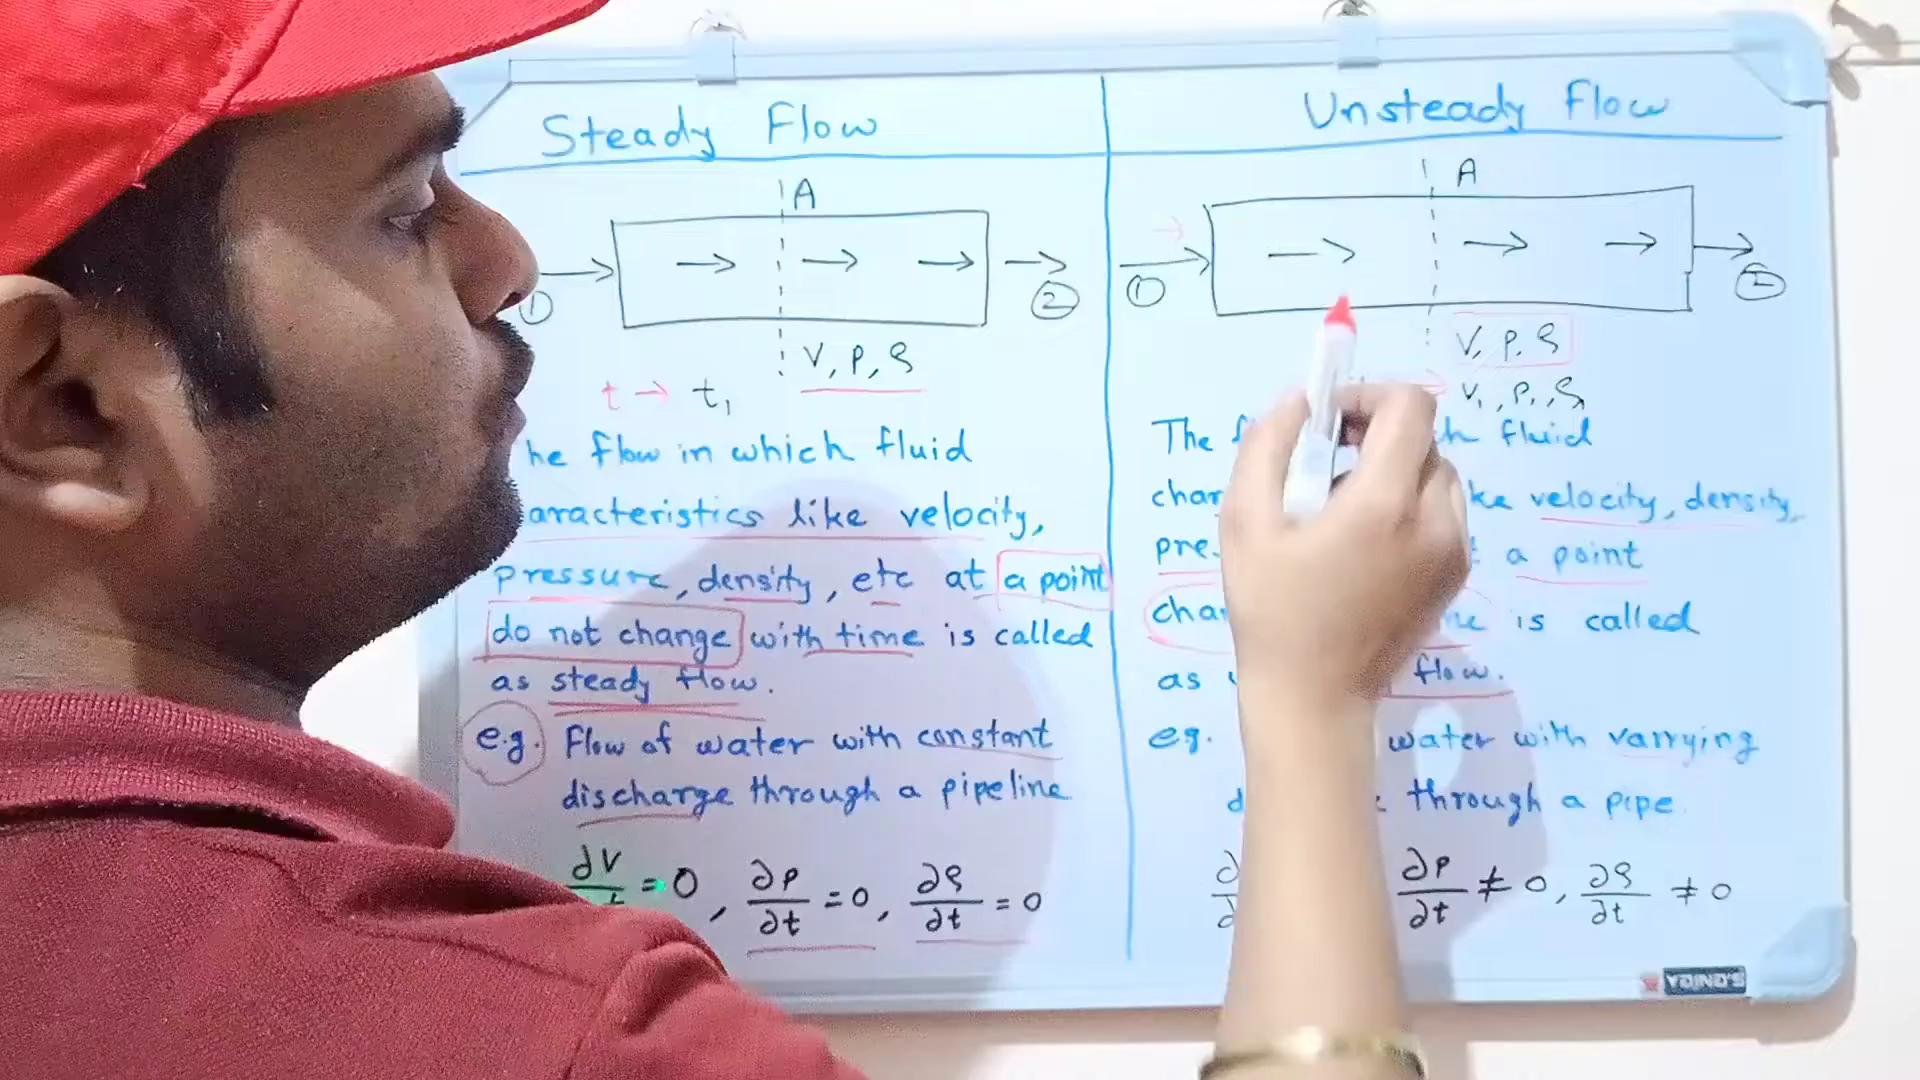 Steady Flow
A
1
2
V, P, ρ
t → t₁
he flow in which fluid
aracteristics like velocity,
pressure, density, etc at a point
do not change with time is called
as steady flow.
e.g. Flow of water with constant
discharge through a pipeline
∂V = 0, ∂P/∂t = 0, ∂ρ/∂t = 0
Unsteady Flow
A
1
2
V, P, ρ
V₁, P₁, ρ₁
The fluid
velocity, density,
a point
is called
as flow.
eg. water with varrying
through a pipe.
∂P/∂t ≠ 0, ∂ρ/∂t ≠ 0